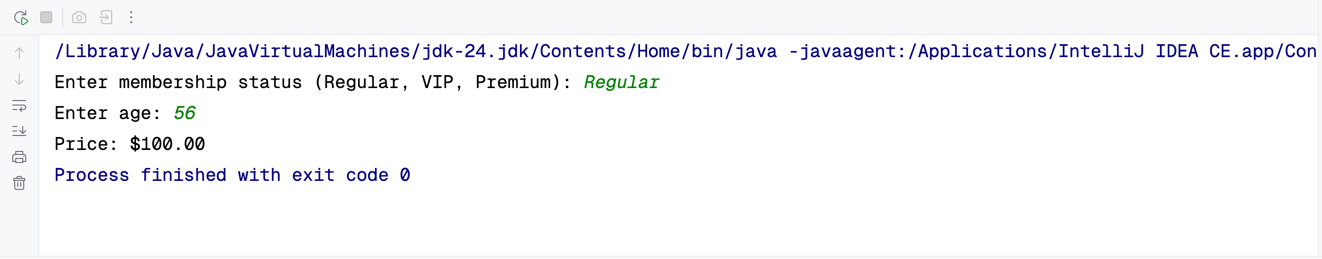 /Library/Java/JavaVirtualMachines/jdk-24.jdk/Contents/Home/bin/java -javaagent:/Applications/IntelliJ IDEA CE.app/Con
Enter membership status (Regular, VIP, Premium): Regular
Enter age: 56
Price: $100.00
Process finished with exit code 0